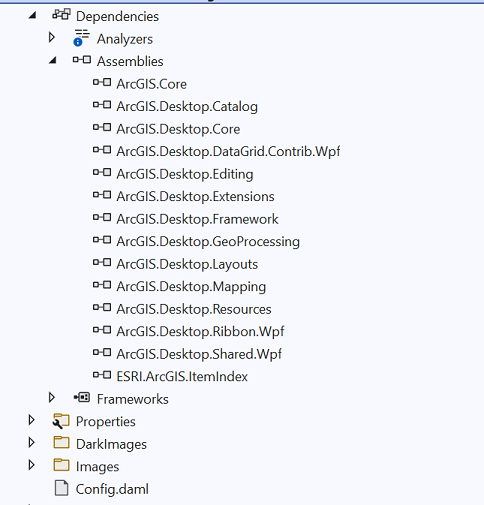 Dependencies
Analyzers
Assemblies
ArcGIS.Core
ArcGIS.Desktop.Catalog
ArcGIS.Desktop.Core
ArcGIS.Desktop.DataGrid.Contrib.Wpf
ArcGIS.Desktop.Editing
ArcGIS.Desktop.Extensions
ArcGIS.Desktop.Framework
ArcGIS.Desktop.GeoProcessing
ArcGIS.Desktop.Layouts
ArcGIS.Desktop.Mapping
ArcGIS.Desktop.Resources
ArcGIS.Desktop.Ribbon.Wpf
ArcGIS.Desktop.Shared.Wpf
ESRI.ArcGIS.ItemIndex
Frameworks
Properties
DarkImages
Images
Config.daml